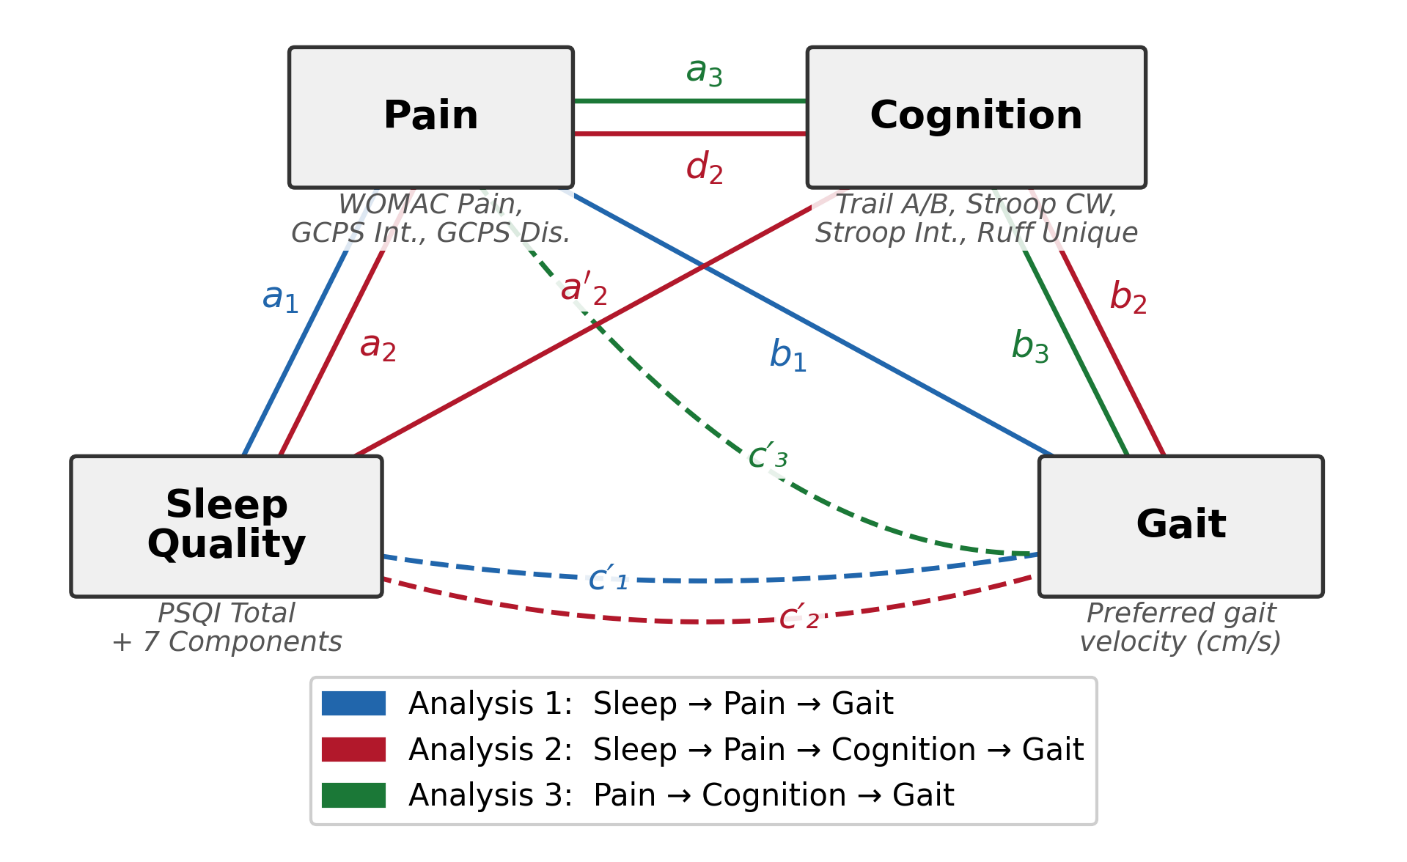 Pain
a₃
Cognition
d₂
WOMAC Pain,
GCPS Int., GCPS Dis.
Trail A/B, Stroop CW,
Stroop Int., Ruff Unique
a₁
a′₂
b₂
a₂
b₁
b₃
c′₃
Sleep
Quality
Gait
c′₁
c′₂
PSQI Total
+ 7 Components
Preferred gait
velocity (cm/s)
Analysis 1:  Sleep → Pain → Gait
Analysis 2:  Sleep → Pain → Cognition → Gait
Analysis 3:  Pain → Cognition → Gait